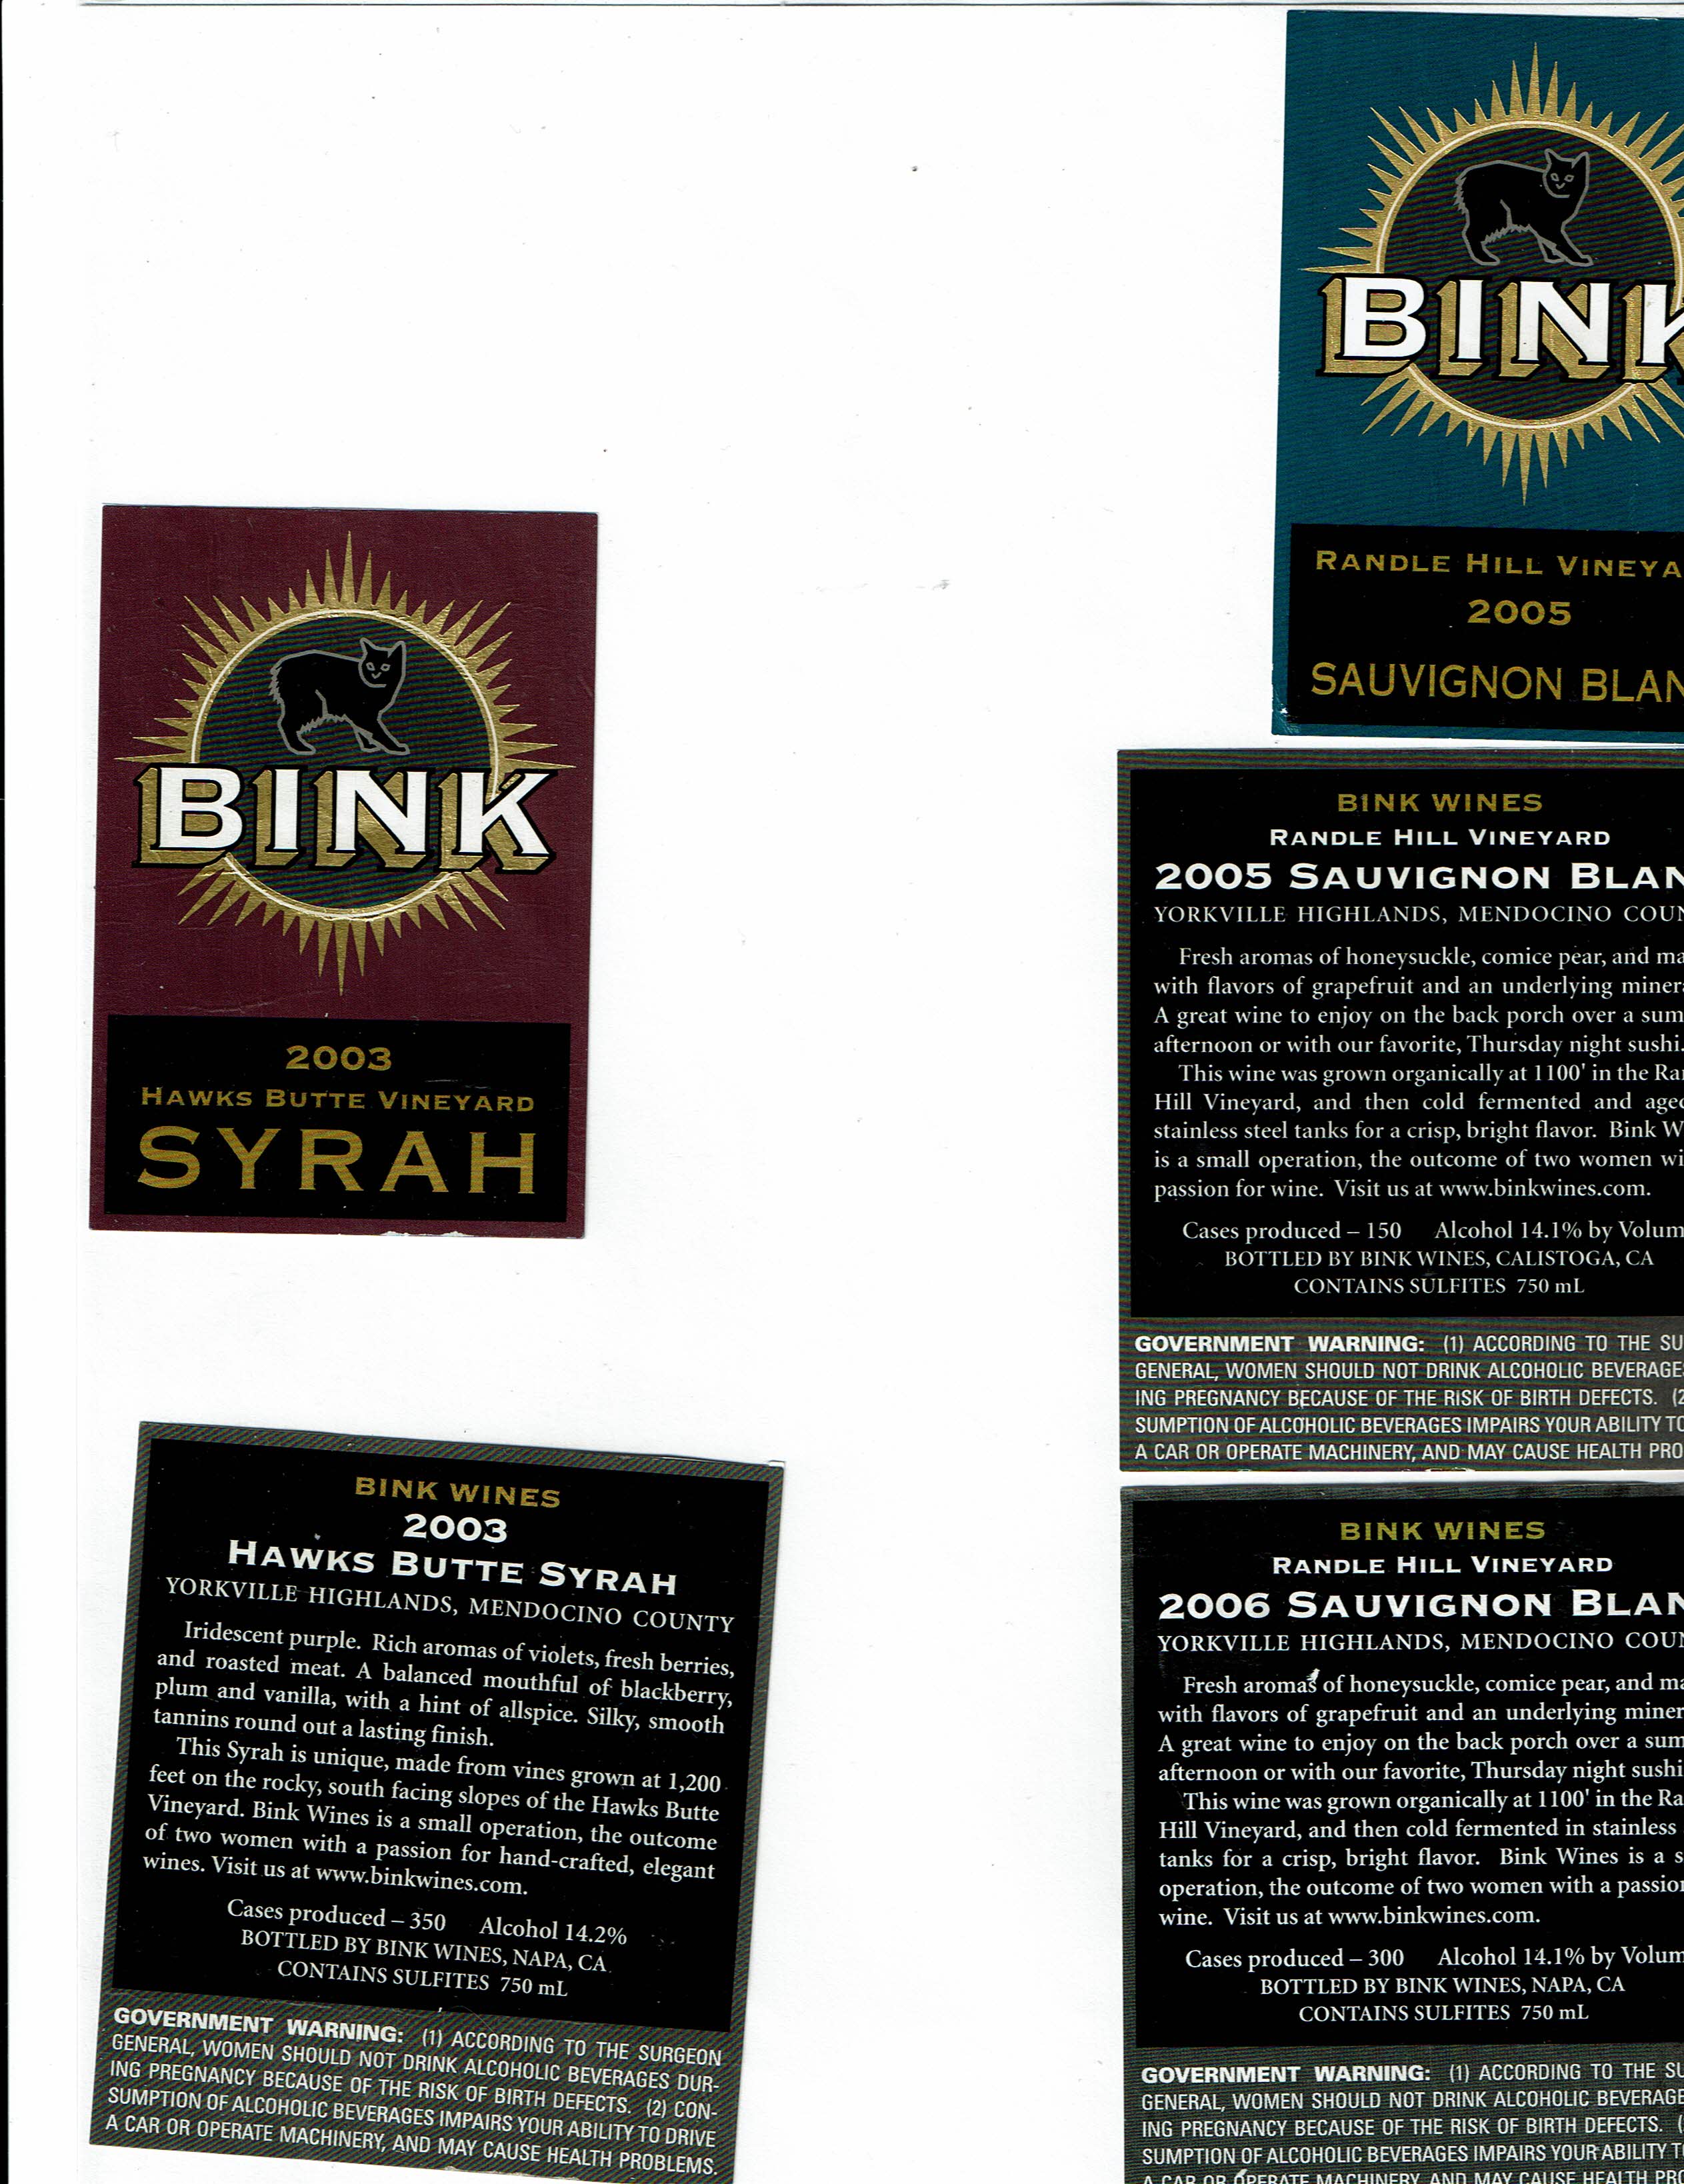 BINK
RANDLE HILL VINEYA
2005
SAUVIGNON BLAN
BINK
2003
HAWKS BUTTE VINEYARD
SYRAH
BINK WINES
RANDLE HILL VINEYARD
2005 SAUVIGNON BLAN
YORKVILLE HIGHLANDS, MENDOCINO COUN
Fresh aromas of honeysuckle, comice pear, and ma
with flavors of grapefruit and an underlying minera
A great wine to enjoy on the back porch over a sum
afternoon or with our favorite, Thursday night sushi.
This wine was grown organically at 1100' in the Ran
Hill Vineyard, and then cold fermented and aged
stainless steel tanks for a crisp, bright flavor. Bink W
is a small operation, the outcome of two women wi
passion for wine. Visit us at www.binkwines.com.
Cases produced – 150 Alcohol 14.1% by Volum
BOTTLED BY BINK WINES, CALISTOGA, CA
CONTAINS SULFITES 750 mL
GOVERNMENT WARNING: (1) ACCORDING TO THE SU
GENERAL, WOMEN SHOULD NOT DRINK ALCOHOLIC BEVERAGE
ING PREGNANCY BECAUSE OF THE RISK OF BIRTH DEFECTS. (2
SUMPTION OF ALCOHOLIC BEVERAGES IMPAIRS YOUR ABILITY TO
A CAR OR OPERATE MACHINERY, AND MAY CAUSE HEALTH PRO
BINK WINES
2003
HAWKS BUTTE SYRAH
YORKVILLE HIGHLANDS, MENDOCINO COUNTY
Iridescent purple. Rich aromas of violets, fresh berries,
and roasted meat. A balanced mouthful of blackberry,
plum and vanilla, with a hint of allspice. Silky, smooth
tannins round out a lasting finish.
This Syrah is unique, made from vines grown at 1,200
feet on the rocky, south facing slopes of the Hawks Butte
Vineyard. Bink Wines is a small operation, the outcome
of two women with a passion for hand-crafted, elegant
wines. Visit us at www.binkwines.com.
Cases produced – 350 Alcohol 14.2%
BOTTLED BY BINK WINES, NAPA, CA
CONTAINS SULFITES 750 mL
GOVERNMENT WARNING: (1) ACCORDING TO THE SURGEON
GENERAL, WOMEN SHOULD NOT DRINK ALCOHOLIC BEVERAGES DUR-
ING PREGNANCY BECAUSE OF THE RISK OF BIRTH DEFECTS. (2) CON-
SUMPTION OF ALCOHOLIC BEVERAGES IMPAIRS YOUR ABILITY TO DRIVE
A CAR OR OPERATE MACHINERY, AND MAY CAUSE HEALTH PROBLEMS.
BINK WINES
RANDLE HILL VINEYARD
2006 SAUVIGNON BLAN
YORKVILLE HIGHLANDS, MENDOCINO COUN
Fresh aromas of honeysuckle, comice pear, and ma
with flavors of grapefruit and an underlying miner
A great wine to enjoy on the back porch over a sum
afternoon or with our favorite, Thursday night sushi
This wine was grown organically at 1100' in the Ra
Hill Vineyard, and then cold fermented in stainless
tanks for a crisp, bright flavor. Bink Wines is a s
operation, the outcome of two women with a passion
wine. Visit us at www.binkwines.com.
Cases produced – 300 Alcohol 14.1% by Volum
BOTTLED BY BINK WINES, NAPA, CA
CONTAINS SULFITES 750 mL
GOVERNMENT WARNING: (1) ACCORDING TO THE SU
GENERAL, WOMEN SHOULD NOT DRINK ALCOHOLIC BEVERAGE
ING PREGNANCY BECAUSE OF THE RISK OF BIRTH DEFECTS. (
SUMPTION OF ALCOHOLIC BEVERAGES IMPAIRS YOUR ABILITY T
A CAR OR OPERATE MACHINERY, AND MAY CAUSE HEALTH PRO